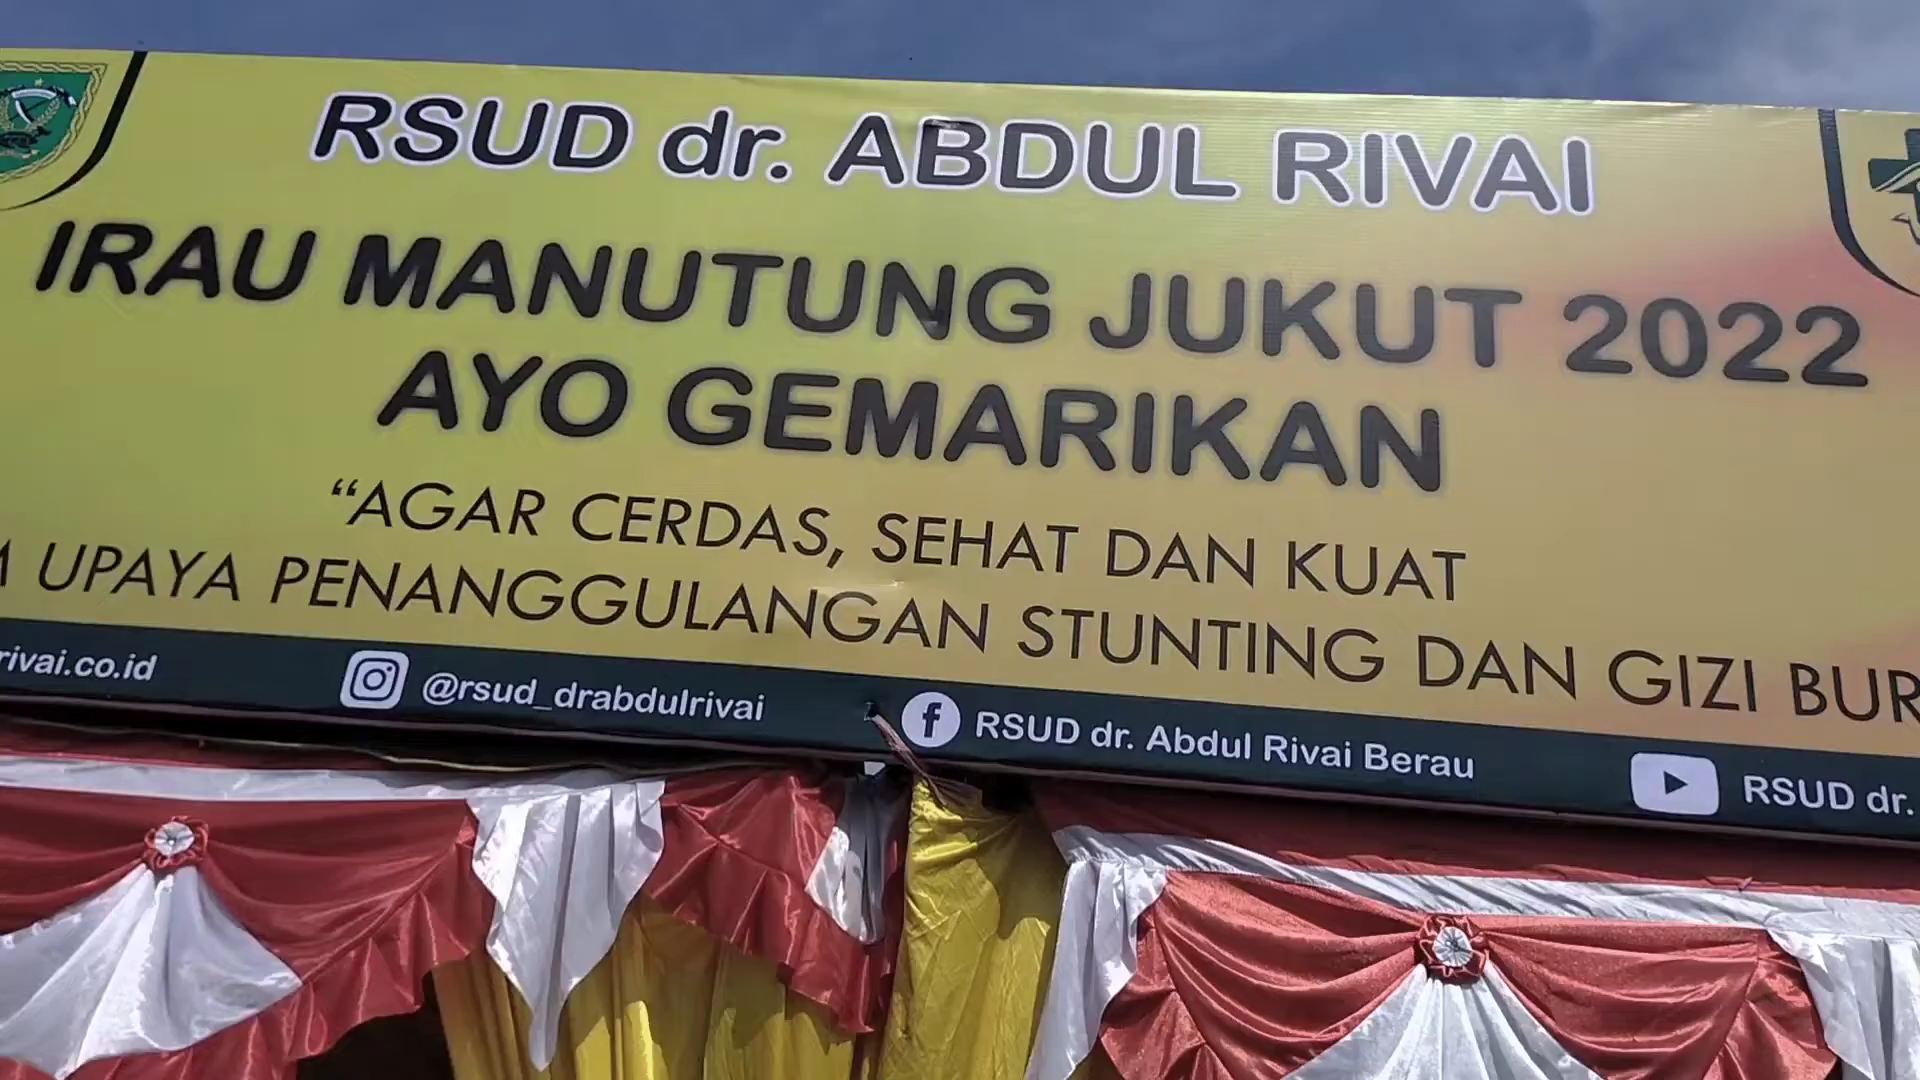 RSUD dr. ABDUL RIVAI
IRAU MANUTUNG JUKUT 2022
AYO GEMARIKAN
“AGAR CERDAS, SEHAT DAN KUAT
UPAYA PENANGGULANGAN STUNTING DAN GIZI BUR
rivai.co.id
@rsud_drabdulrivai
RSUD dr. Abdul Rivai Berau
RSUD dr.